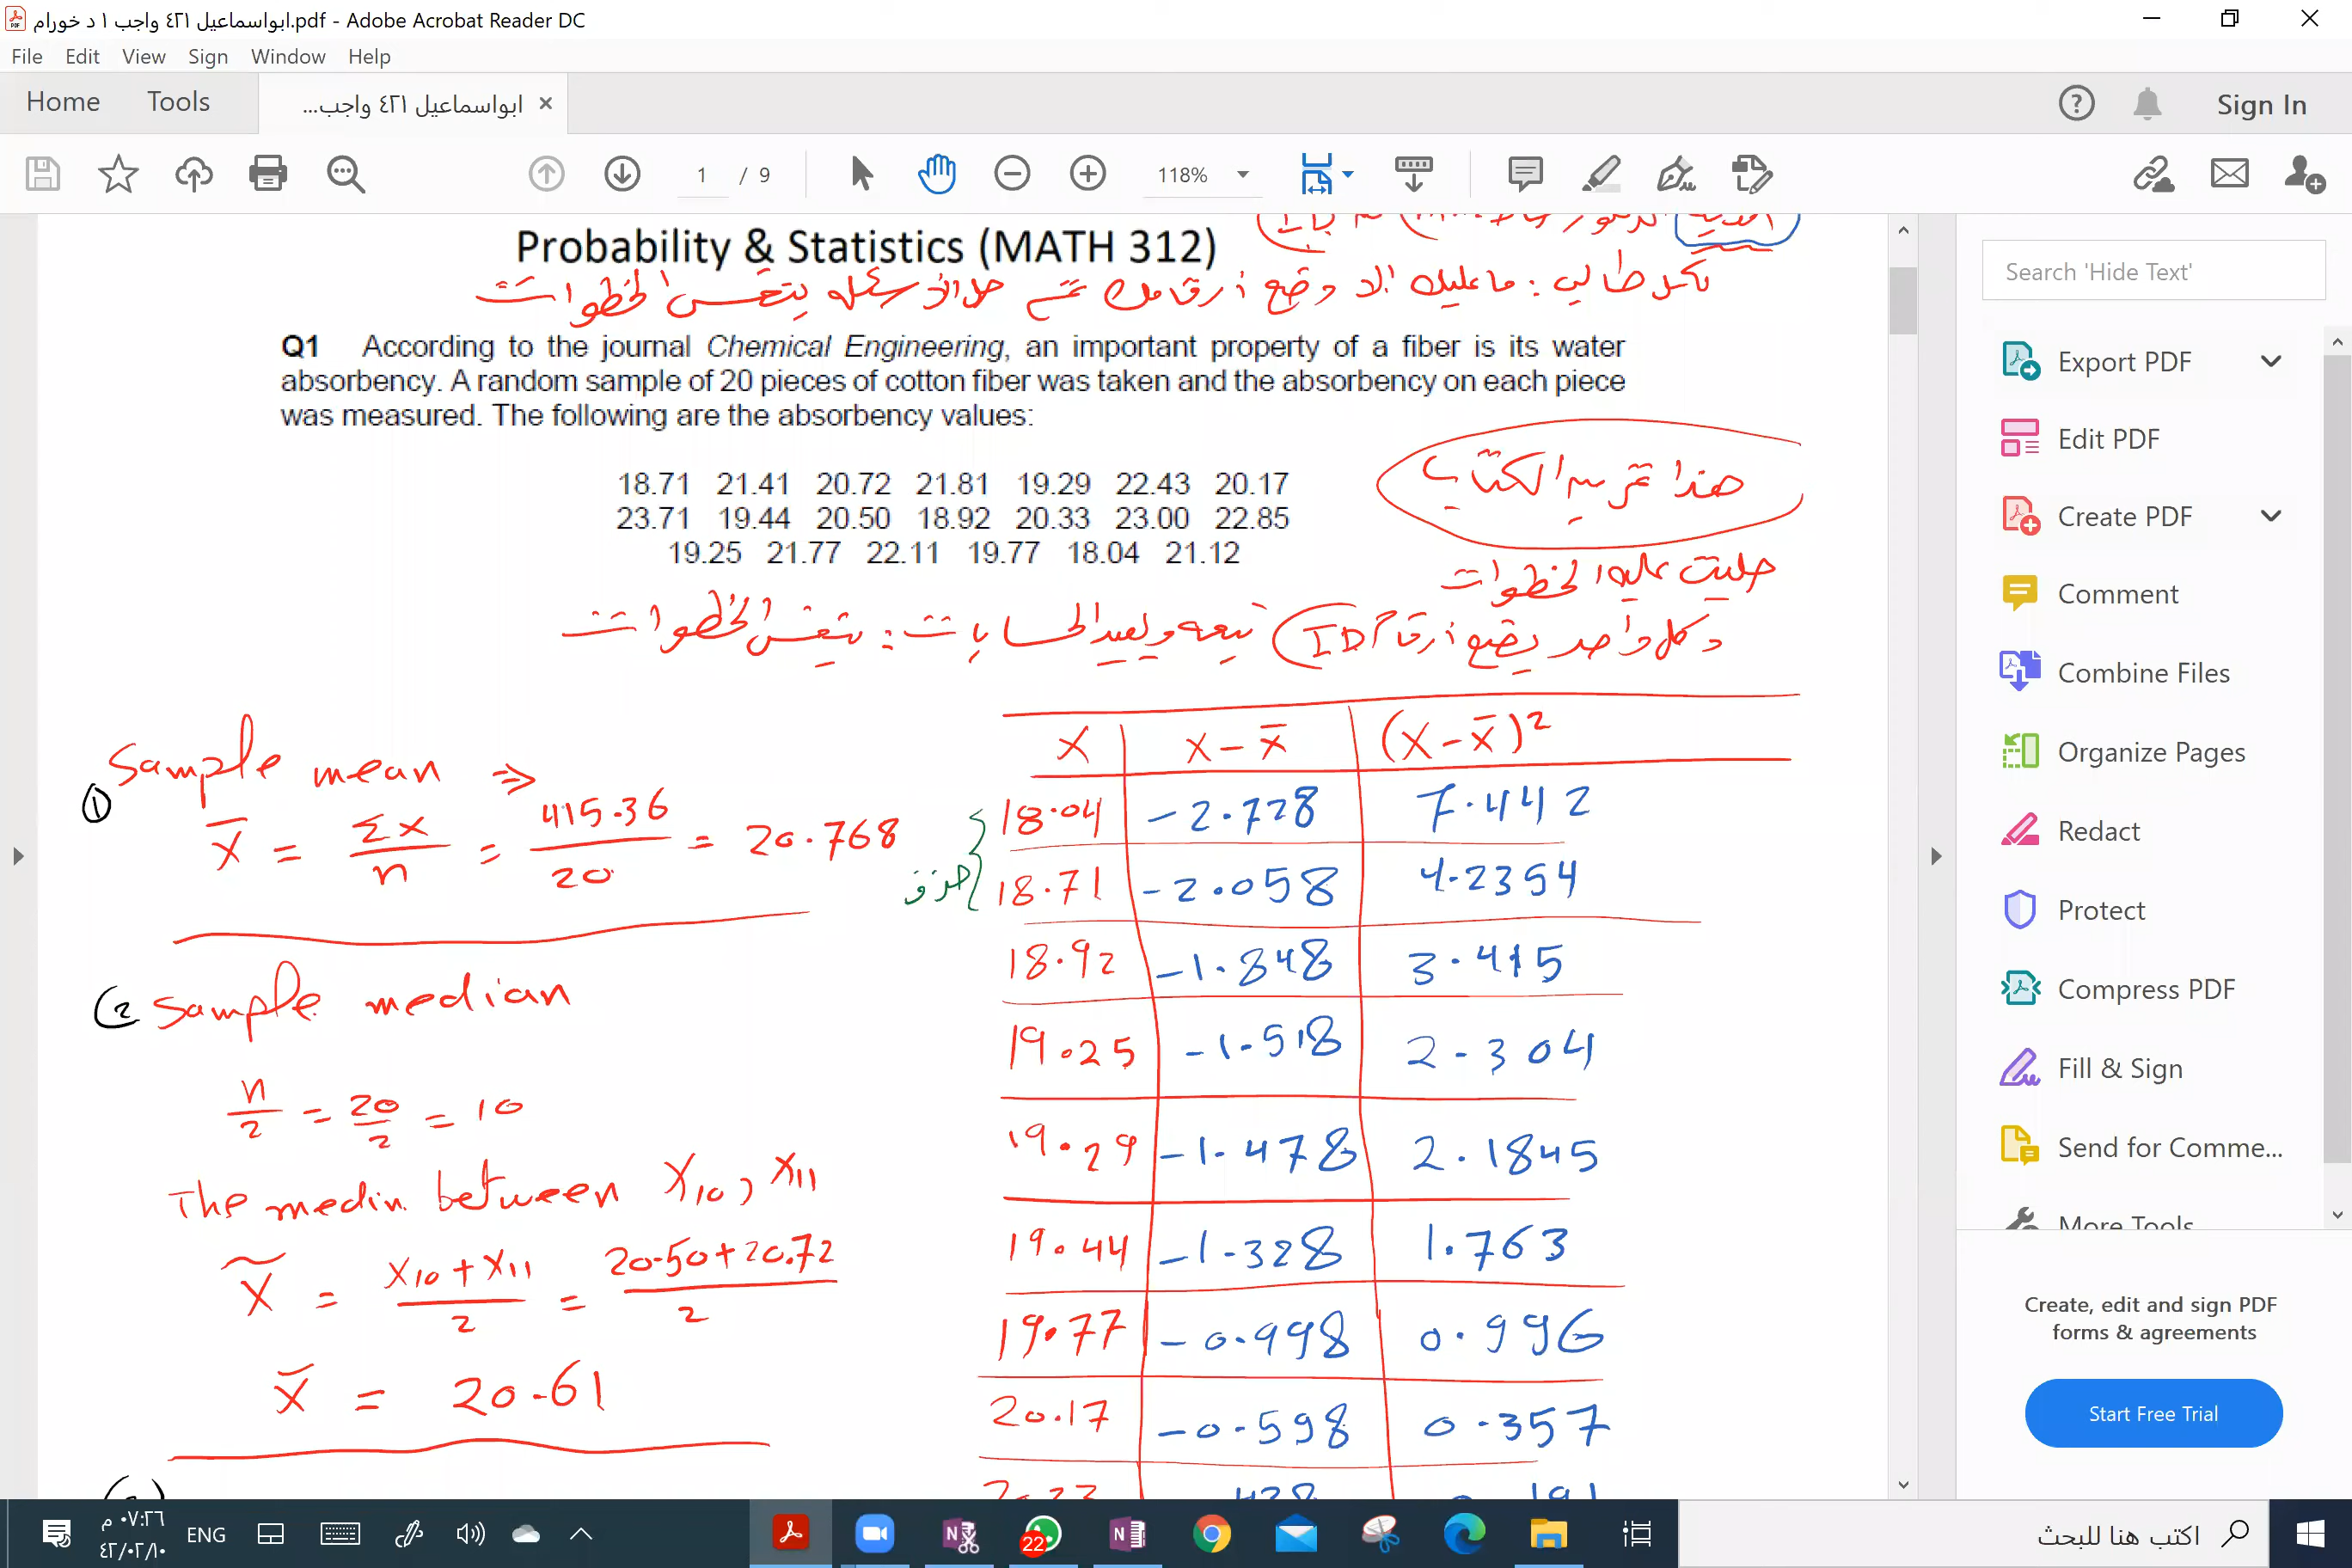 ابواسماعيل ٤٢١ واجب ١ د خورام.pdf - Adobe Acrobat Reader DC
File Edit View Sign Window Help
Home Tools ابواسماعيل ٤٢١ واجب... ×
Sign In
1 / 9 118%
Probability & Statistics (MATH 312)
Q1 According to the journal Chemical Engineering, an important property of a fiber is its water
absorbency. A random sample of 20 pieces of cotton fiber was taken and the absorbency on each piece
was measured. The following are the absorbency values:
18.71 21.41 20.72 21.81 19.29 22.43 20.17
23.71 19.44 20.50 18.92 20.33 23.00 22.85
19.25 21.77 22.11 19.77 18.04 21.12
هذا تمرين الكتاب
حليت عليه الخطوات
① Sample mean ⇒
x̄ = Σx / n = 415.36 / 20 = 20.768
② Sample median
n/2 = 20/2 = 10
The medin between X10, X11
x̃ = (X10 + X11) / 2 = (20.50 + 20.72) / 2
x̃ = 20.61
X | X - x̄ | (X - x̄)²
18.04 | -2.728 | 7.442
18.71 | -2.058 | 4.2354
18.92 | -1.848 | 3.415
19.25 | -1.518 | 2.304
19.29 | -1.478 | 2.1845
19.44 | -1.328 | 1.763
19.77 | -0.998 | 0.996
20.17 | -0.598 | 0.357
Search 'Hide Text'
Export PDF
Edit PDF
Create PDF
Comment
Combine Files
Organize Pages
Redact
Protect
Compress PDF
Fill & Sign
Send for Comme...
More Tools
Create, edit and sign PDF
forms & agreements
Start Free Trial
٠٧:٢٦ م
٤٢/٠٢/١٠
ENG
22
اكتب هنا للبحث